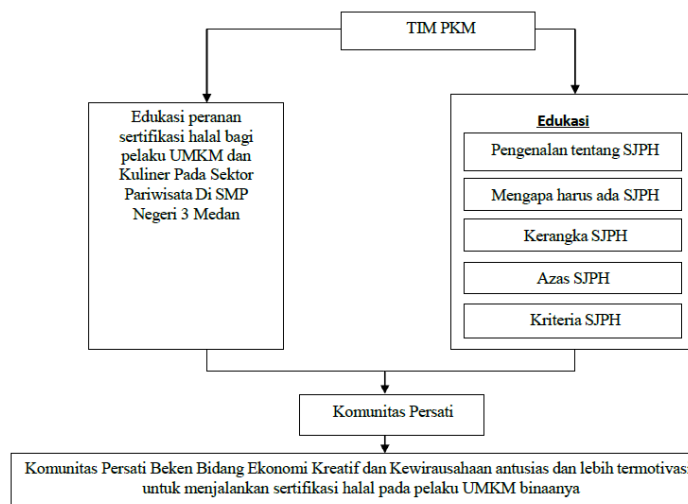 TIM PKM
Edukasi peranan
sertifikasi halal bagi
pelaku UMKM dan
Kuliner Pada Sektor
Pariwisata Di SMP
Negeri 3 Medan
Edukasi
Pengenalan tentang SJPH
Mengapa harus ada SJPH
Kerangka SJPH
Azas SJPH
Kriteria SJPH
Komunitas Persati
Komunitas Persati Beken Bidang Ekonomi Kreatif dan Kewirausahaan antusias dan lebih termotivasi
untuk menjalankan sertifikasi halal pada pelaku UMKM binaanya